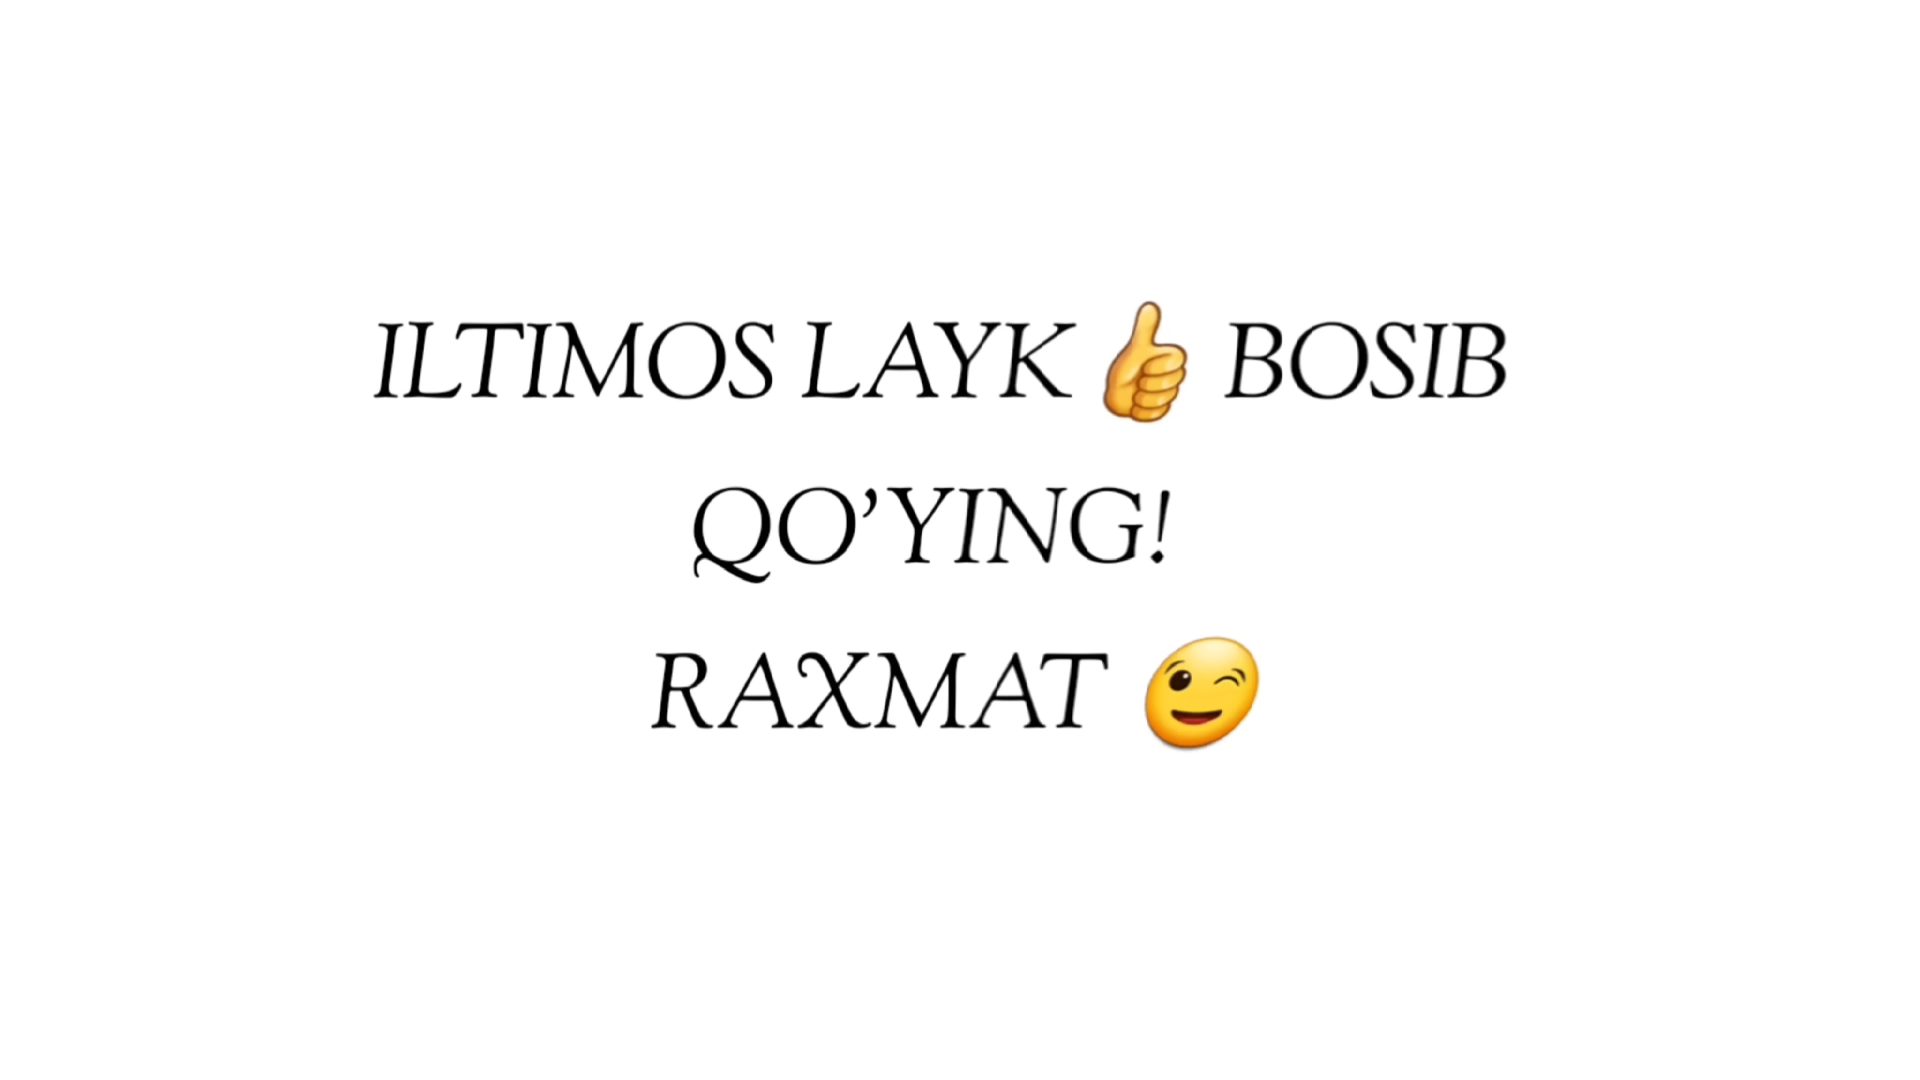 ILTIMOS LAYK 👍 BOSIB
QO’YING!
RAXMAT 😉